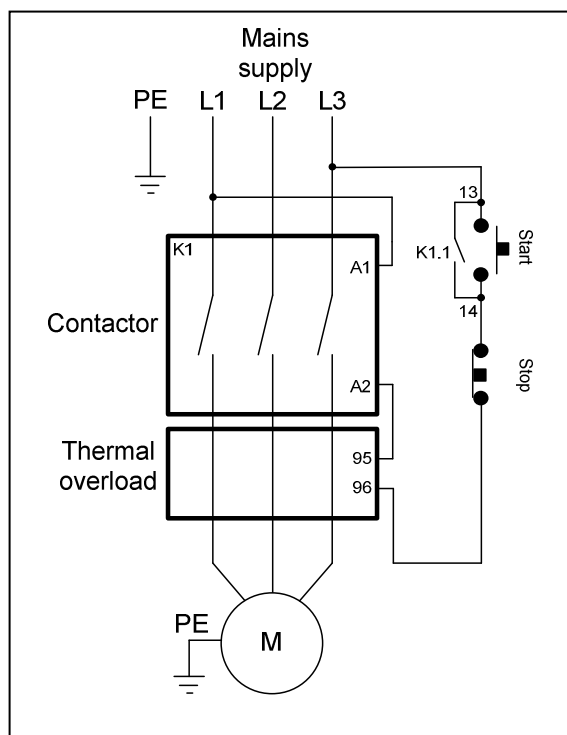 Mains
supply
PE L1 L2 L3
13
K1
K1.1
Start
A1
14
Contactor
Stop
A2
Thermal
overload
95
96
PE
M